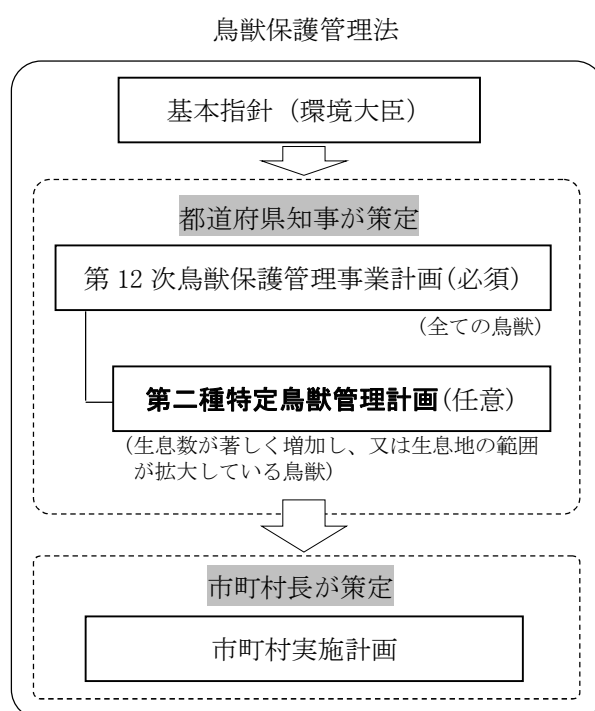 鳥獣保護管理法
基本指針（環境大臣）
都道府県知事が策定
第 12 次鳥獣保護管理事業計画(必須)
(全ての鳥獣)
第二種特定鳥獣管理計画(任意)
(生息数が著しく増加し、又は生息地の範囲
が拡大している鳥獣)
市町村長が策定
市町村実施計画